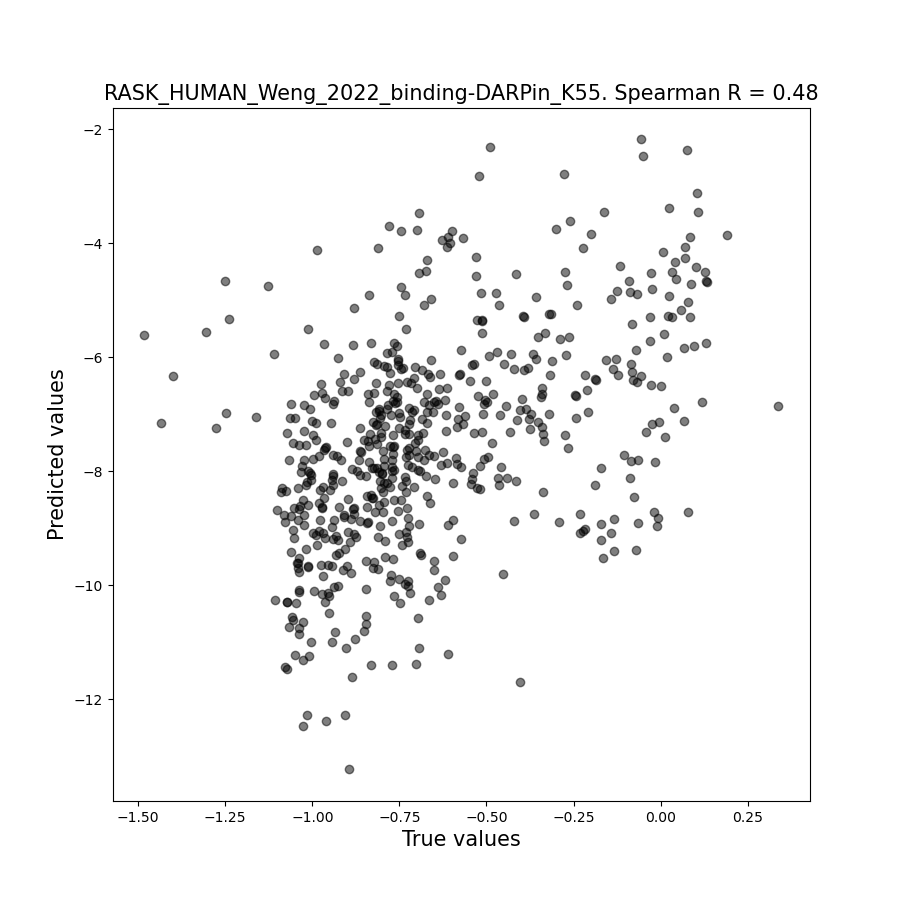 RASK_HUMAN_Weng_2022_binding-DARPin_K55. Spearman R = 0.48
−2
−4
−6
−8
−10
−12
Predicted values
−1.50 −1.25 −1.00 −0.75 −0.50 −0.25 0.00 0.25
True values